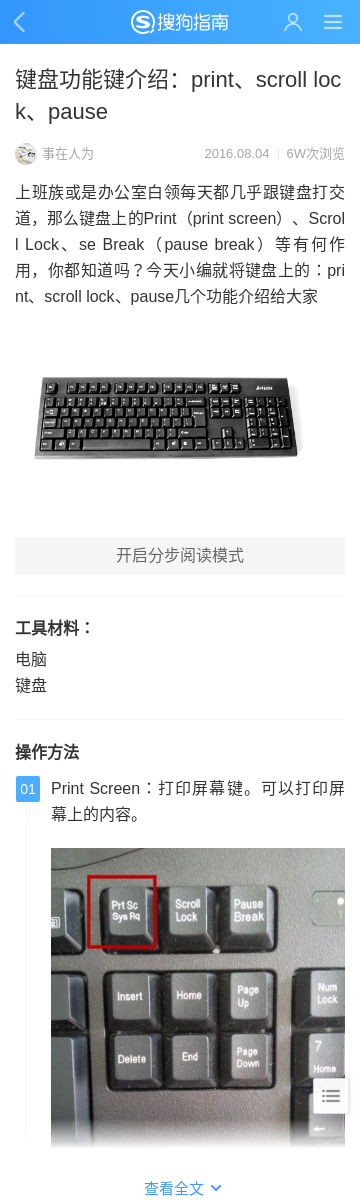 搜狗指南
键盘功能键介绍：print、scroll loc
k、pause
事在人为
2016.08.04
6W次浏览
上班族或是办公室白领每天都几乎跟键盘打交
道，那么键盘上的Print（print screen）、Scrol
l Lock、se Break（pause break）等有何作
用，你都知道吗？今天小编就将键盘上的：pri
nt、scroll lock、pause几个功能介绍给大家
A4TECH
开启分步阅读模式
工具材料：
电脑
键盘
操作方法
01
Print Screen：打印屏幕键。可以打印屏
幕上的内容。
Prt Sc
Sys Rq
Scroll
Lock
Pause
Break
Insert
Home
Page
Up
Num
Lock
Delete
End
Page
Down
7
Home
查看全文